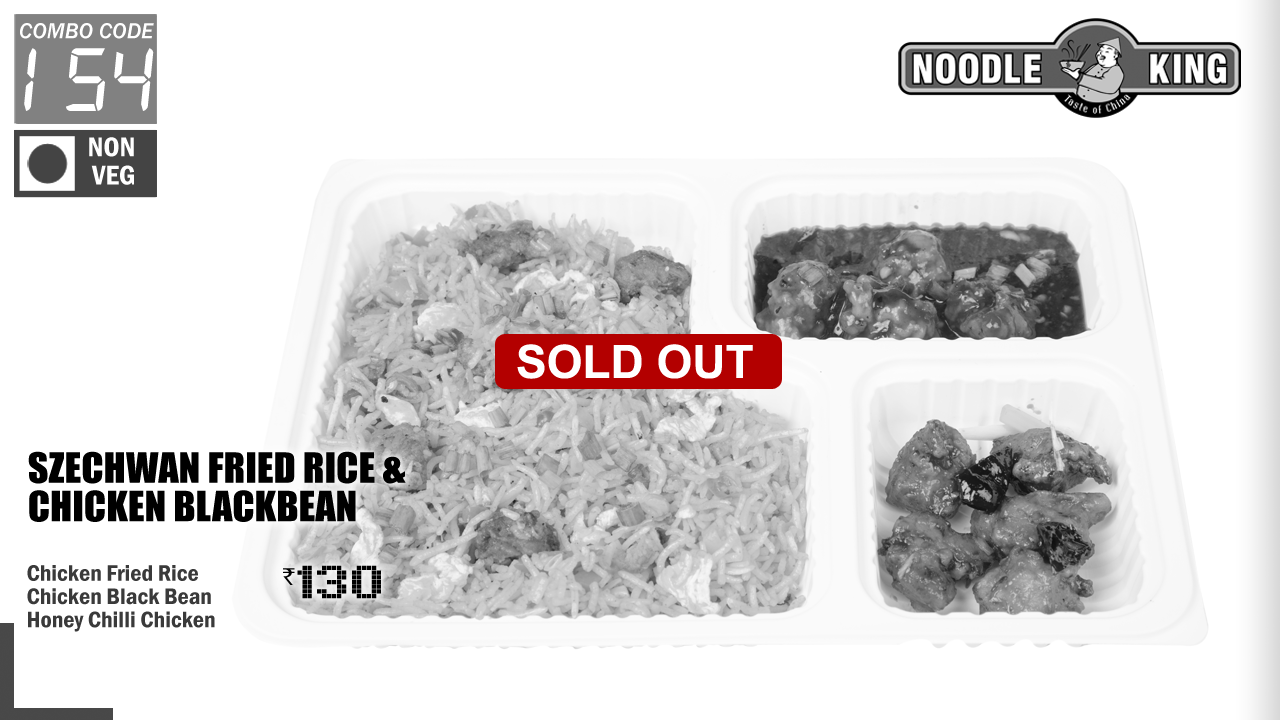 COMBO CODE
154
NON
VEG
NOODLE KING
Taste of China
SOLD OUT
SZECHWAN FRIED RICE &
CHICKEN BLACKBEAN
Chicken Fried Rice
Chicken Black Bean
Honey Chilli Chicken
₹130